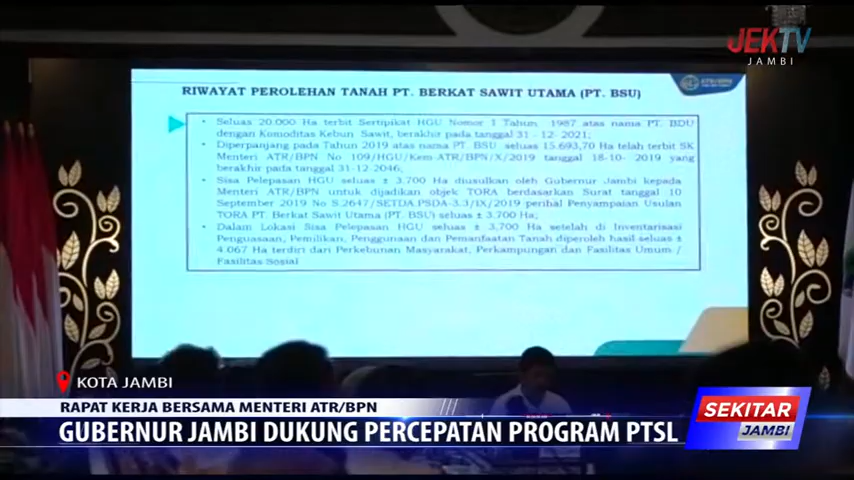 JEKTV
JAMBI
RIWAYAT PEROLEHAN TANAH PT. BERKAT SAWIT UTAMA (PT. BSU)
• Seluas 20.000 Ha terbit Sertipikat HGU Nomor 1 Tahun 1987 atas nama PT. BDU
dengan Komoditas Kebun Sawit, berakhir pada tanggal 31 - 12- 2021;
• Diperpanjang pada Tahun 2019 atas nama PT. BSU seluas 15.693,70 Ha telah terbit SK
Menteri ATR/BPN No 109/HGU/Kem-ATR/BPN/X/2019 tanggal 18-10- 2019 yang
berakhir pada tanggal 31-12-2046;
• Sisa Pelepasan HGU seluas ± 3.700 Ha diusulkan oleh Gubernur Jambi kepada
Menteri ATR/BPN untuk dijadikan objek TORA berdasarkan Surat tanggal 10
September 2019 No S.2647/SETDA.PSDA-3.3/IX/2019 perihal Penyampaian Usulan
TORA PT. Berkat Sawit Utama (PT. BSU) seluas ± 3.700 Ha;
• Dalam Lokasi Sisa Pelepasan HGU seluas ± 3,700 Ha setelah di Inventarisasi
Penguasaan, Pemilikan, Penggunaan dan Pemanfaatan Tanah diperoleh hasil seluas ±
4.067 Ha terdiri dari Perkebunan Masyarakat, Perkampungan dan Fasilitas Umum /
Fasilitas Sosial
KOTA JAMBI
RAPAT KERJA BERSAMA MENTERI ATR/BPN
GUBERNUR JAMBI DUKUNG PERCEPATAN PROGRAM PTSL
SEKITAR
JAMBI